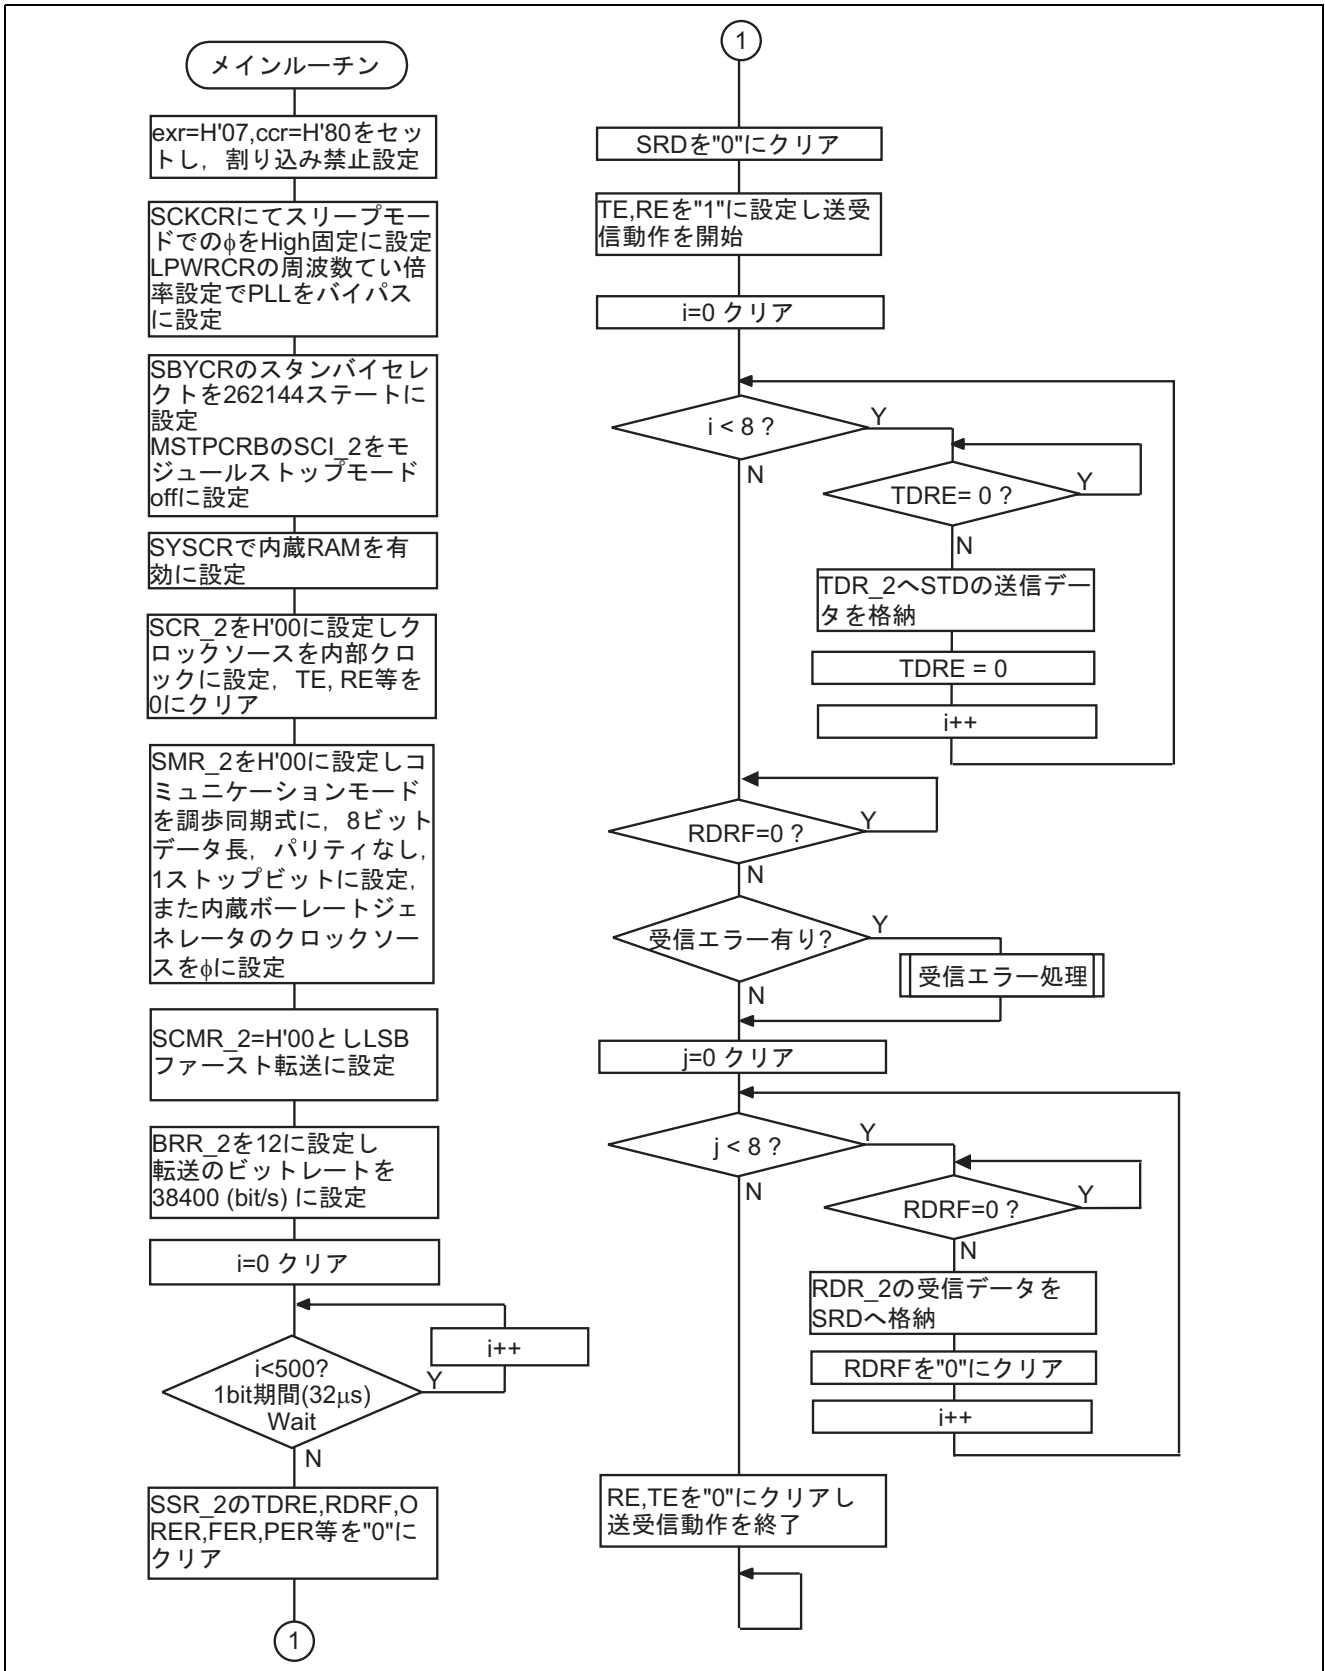 メインルーチン
exr=H'07,ccr=H'80をセッ
トし，割り込み禁止設定
SCKCRにてスリープモー
ドでのφをHigh固定に設定
LPWRCRの周波数てい倍
率設定でPLLをバイパス
に設定
SBYCRのスタンバイセレ
クトを262144ステートに
設定
MSTPCRBのSCI_2をモ
ジュールストップモード
offに設定
SYSCRで内蔵RAMを有
効に設定
SCR_2をH'00に設定しク
ロックソースを内部クロ
ックに設定，TE, RE等を
0にクリア
SMR_2をH'00に設定しコ
ミュニケーションモード
を調歩同期式に，8ビット
データ長，パリティなし，
1ストップビットに設定，
また内蔵ボーレートジェ
ネレータのクロックソー
スをφに設定
SCMR_2=H'00としLSB
ファースト転送に設定
BRR_2を12に設定し
転送のビットレートを
38400 (bit/s) に設定
i=0 クリア
i++
i<500?
1bit期間(32μs)
Wait
Y
N
SSR_2のTDRE,RDRF,O
RER,FER,PER等を"0"に
クリア
1
1
SRDを"0"にクリア
TE,REを"1"に設定し送受
信動作を開始
i=0 クリア
i < 8 ?
Y
N
TDRE= 0 ?
Y
N
TDR_2へSTDの送信デー
タを格納
TDRE = 0
i++
RDRF=0 ?
Y
N
受信エラー有り?
Y
N
受信エラー処理
j=0 クリア
j < 8 ?
Y
N
RDRF=0 ?
Y
N
RDR_2の受信データを
SRDへ格納
RDRFを"0"にクリア
i++
RE,TEを"0"にクリアし
送受信動作を終了